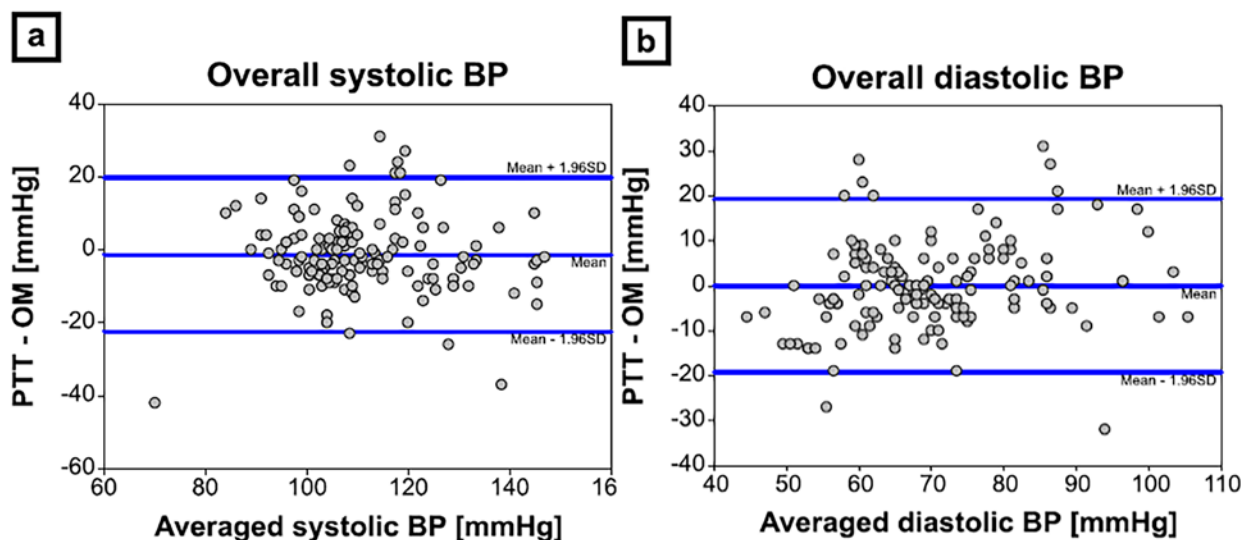 a
Overall systolic BP
PTT - OM [mmHg]
40
20
0
-20
-40
-60
Mean + 1.96SD
Mean
Mean - 1.96SD
60 80 100 120 140 16
Averaged systolic BP [mmHg]
b
Overall diastolic BP
PTT - OM [mmHg]
40
30
20
10
0
-10
-20
-30
-40
Mean + 1.96SD
Mean
Mean - 1.96SD
40 50 60 70 80 90 100 110
Averaged diastolic BP [mmHg]